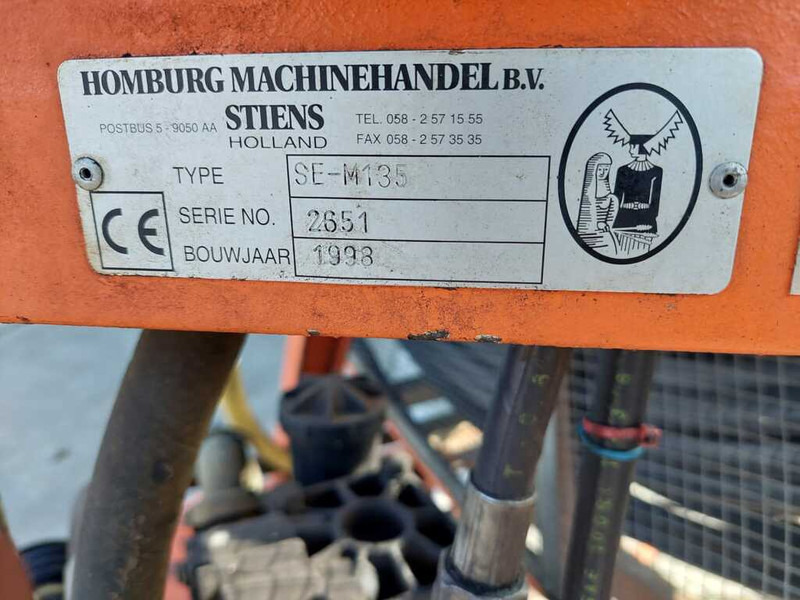 HOMBURG MACHINEHANDEL B.V.
POSTBUS 5 - 9050 AA STIENS TEL. 058 - 2 57 15 55
HOLLAND FAX 058 - 2 57 35 35
TYPE SE-M135
SERIE NO. 2651
CE BOUWJAAR 1998